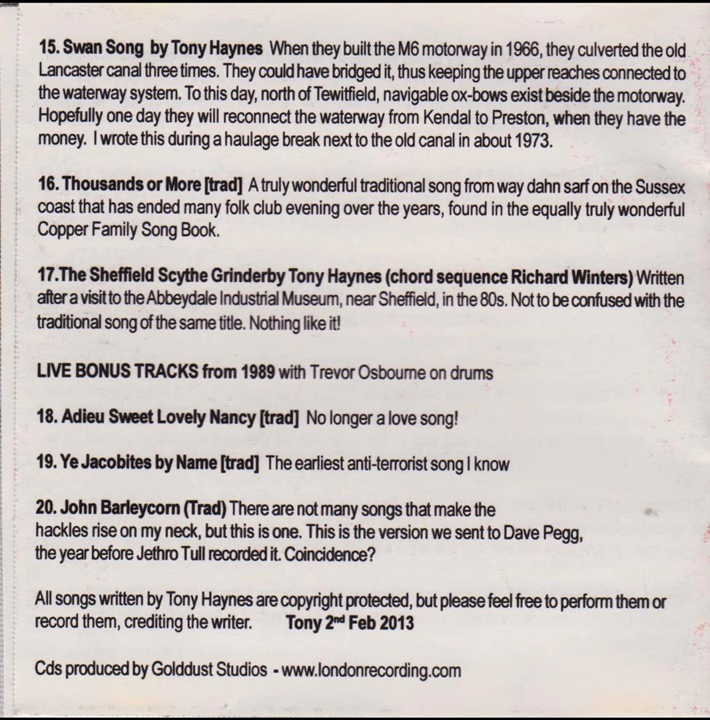 15. Swan Song by Tony Haynes When they built the M6 motorway in 1966, they culverted the old
Lancaster canal three times. They could have bridged it, thus keeping the upper reaches connected to
the waterway system. To this day, north of Tewitfield, navigable ox-bows exist beside the motorway.
Hopefully one day they will reconnect the waterway from Kendal to Preston, when they have the
money. I wrote this during a haulage break next to the old canal in about 1973.
16. Thousands or More [trad] A truly wonderful traditional song from way dahn sarf on the Sussex
coast that has ended many folk club evening over the years, found in the equally truly wonderful
Copper Family Song Book.
17.The Sheffield Scythe Grinderby Tony Haynes (chord sequence Richard Winters) Written
after a visit to the Abbeydale Industrial Museum, near Sheffield, in the 80s. Not to be confused with the
traditional song of the same title. Nothing like it!
LIVE BONUS TRACKS from 1989 with Trevor Osbourne on drums
18. Adieu Sweet Lovely Nancy [trad] No longer a love song!
19. Ye Jacobites by Name [trad] The earliest anti-terrorist song I know
20. John Barleycorn (Trad) There are not many songs that make the
hackles rise on my neck, but this is one. This is the version we sent to Dave Pegg,
the year before Jethro Tull recorded it. Coincidence?
All songs written by Tony Haynes are copyright protected, but please feel free to perform them or
record them, crediting the writer. Tony 2nd Feb 2013
Cds produced by Golddust Studios - www.londonrecording.com